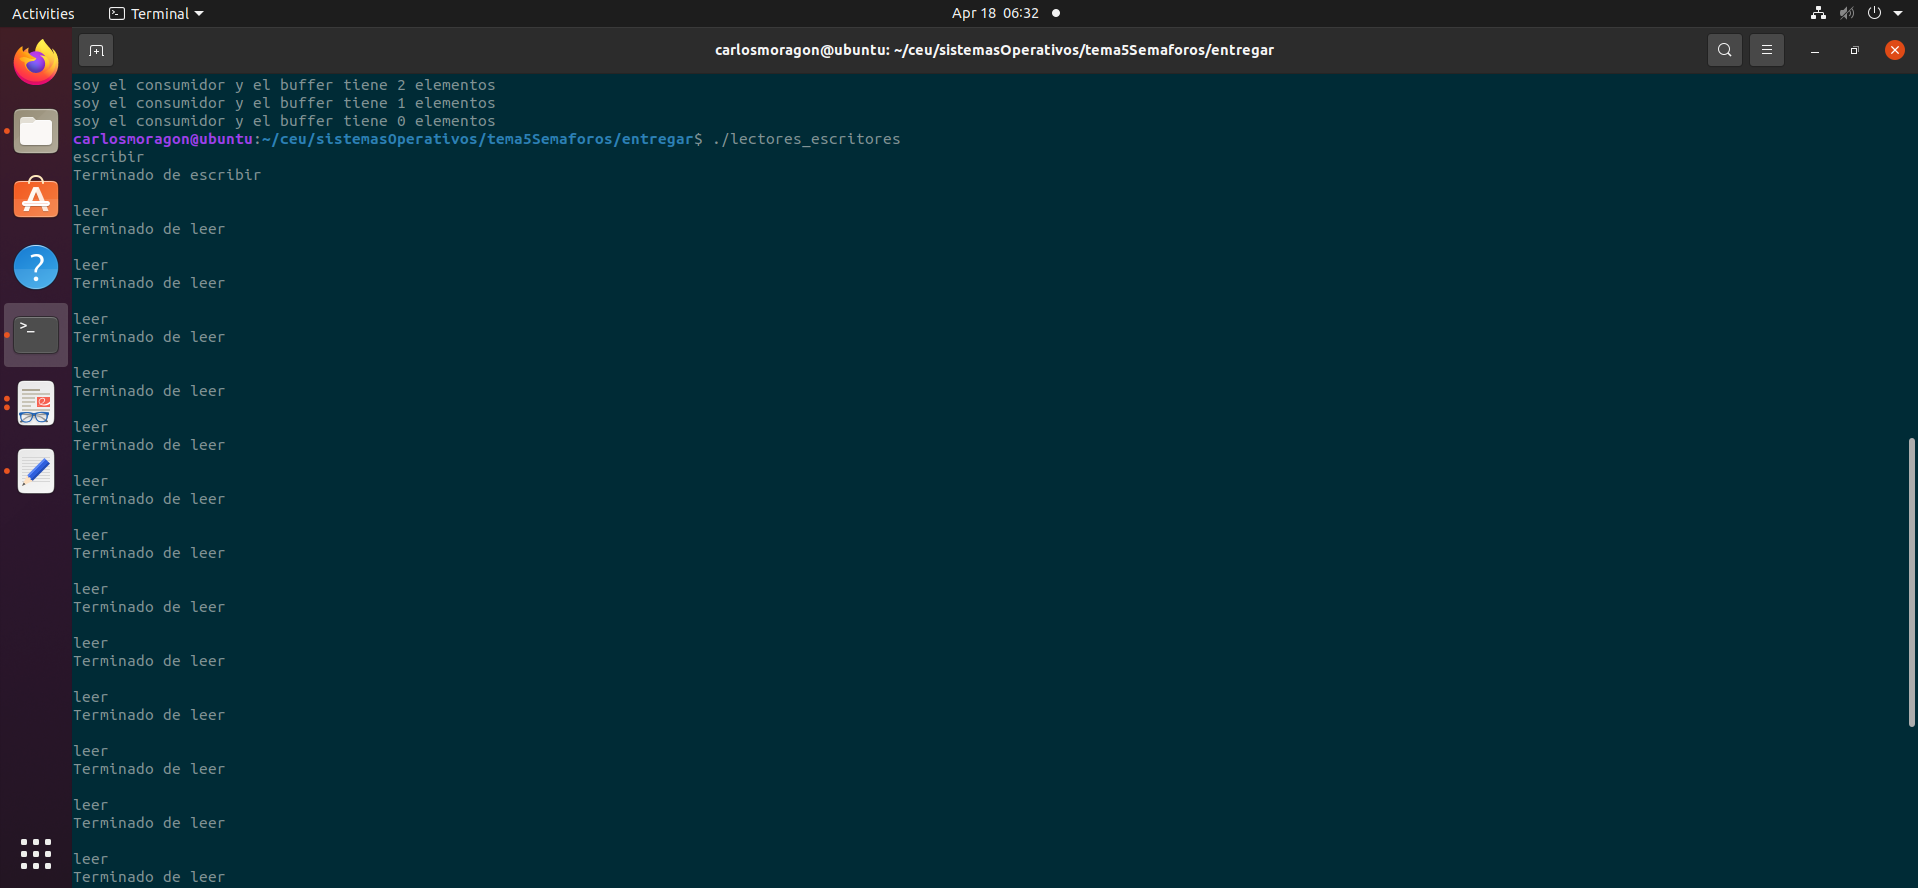 Activities Terminal Apr 18 06:32
carlosmoragon@ubuntu: ~/ceu/sistemasOperativos/tema5Semaforos/entregar
soy el consumidor y el buffer tiene 2 elementos
soy el consumidor y el buffer tiene 1 elementos
soy el consumidor y el buffer tiene 0 elementos
carlosmoragon@ubuntu:~/ceu/sistemasOperativos/tema5Semaforos/entregar$ ./lectores_escritores
escribir
Terminado de escribir
leer
Terminado de leer
leer
Terminado de leer
leer
Terminado de leer
leer
Terminado de leer
leer
Terminado de leer
leer
Terminado de leer
leer
Terminado de leer
leer
Terminado de leer
leer
Terminado de leer
leer
Terminado de leer
leer
Terminado de leer
leer
Terminado de leer
leer
Terminado de leer